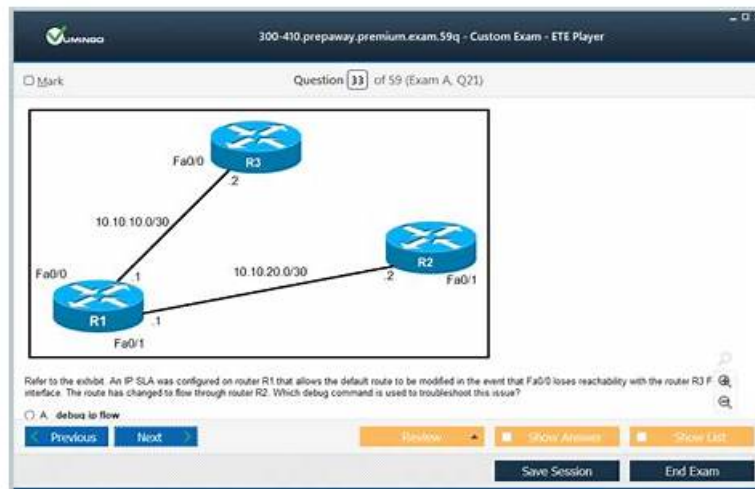 Vumingo
300-410.prepaway.premium.exam.59q - Custom Exam - ETE Player
Mark
Question 33 of 59 (Exam A, Q21)
Fa0/0
R3
.2
10.10.10.0/30
R2
Fa0/0
.1
10.10.20.0/30
.2
Fa0/1
R1
.1
Fa0/1
Refer to the exhibit. An IP SLA was configured on router R1 that allows the default route to be modified in the event that Fa0/0 loses reachability with the router R3 F
interface. The route has changed to flow through router R2. Which debug command is used to troubleshoot this issue?
A. debug ip flow
Previous
Next
Review
Show Answer
Show List
Save Session
End Exam